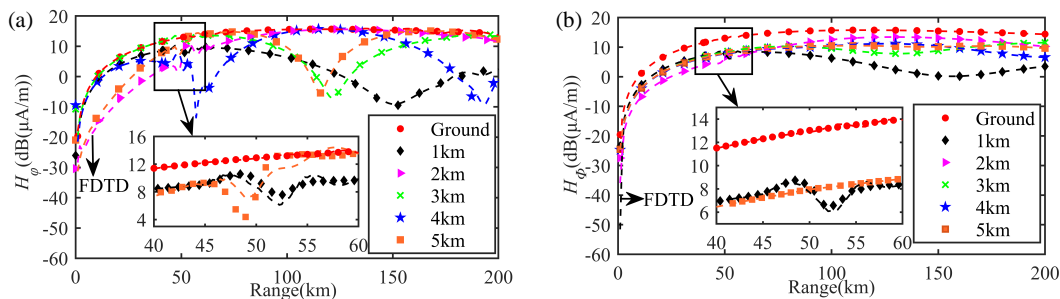 (a)
20
10
0
-10
-20
-30
-40
-50
-60
H_φ(dB(μA/m))
FDTD
16
12
8
4
40 45 50 55 60
Ground
1km
2km
3km
4km
5km
0 50 100 150 200
Range(km)
(b)
20
10
0
-10
-20
-30
-40
-50
-60
H_Φ(dB(μA/m))
FDTD
14
12
10
8
6
40 45 50 55 60
Ground
1km
2km
3km
4km
5km
0 50 100 150 200
Range(km)